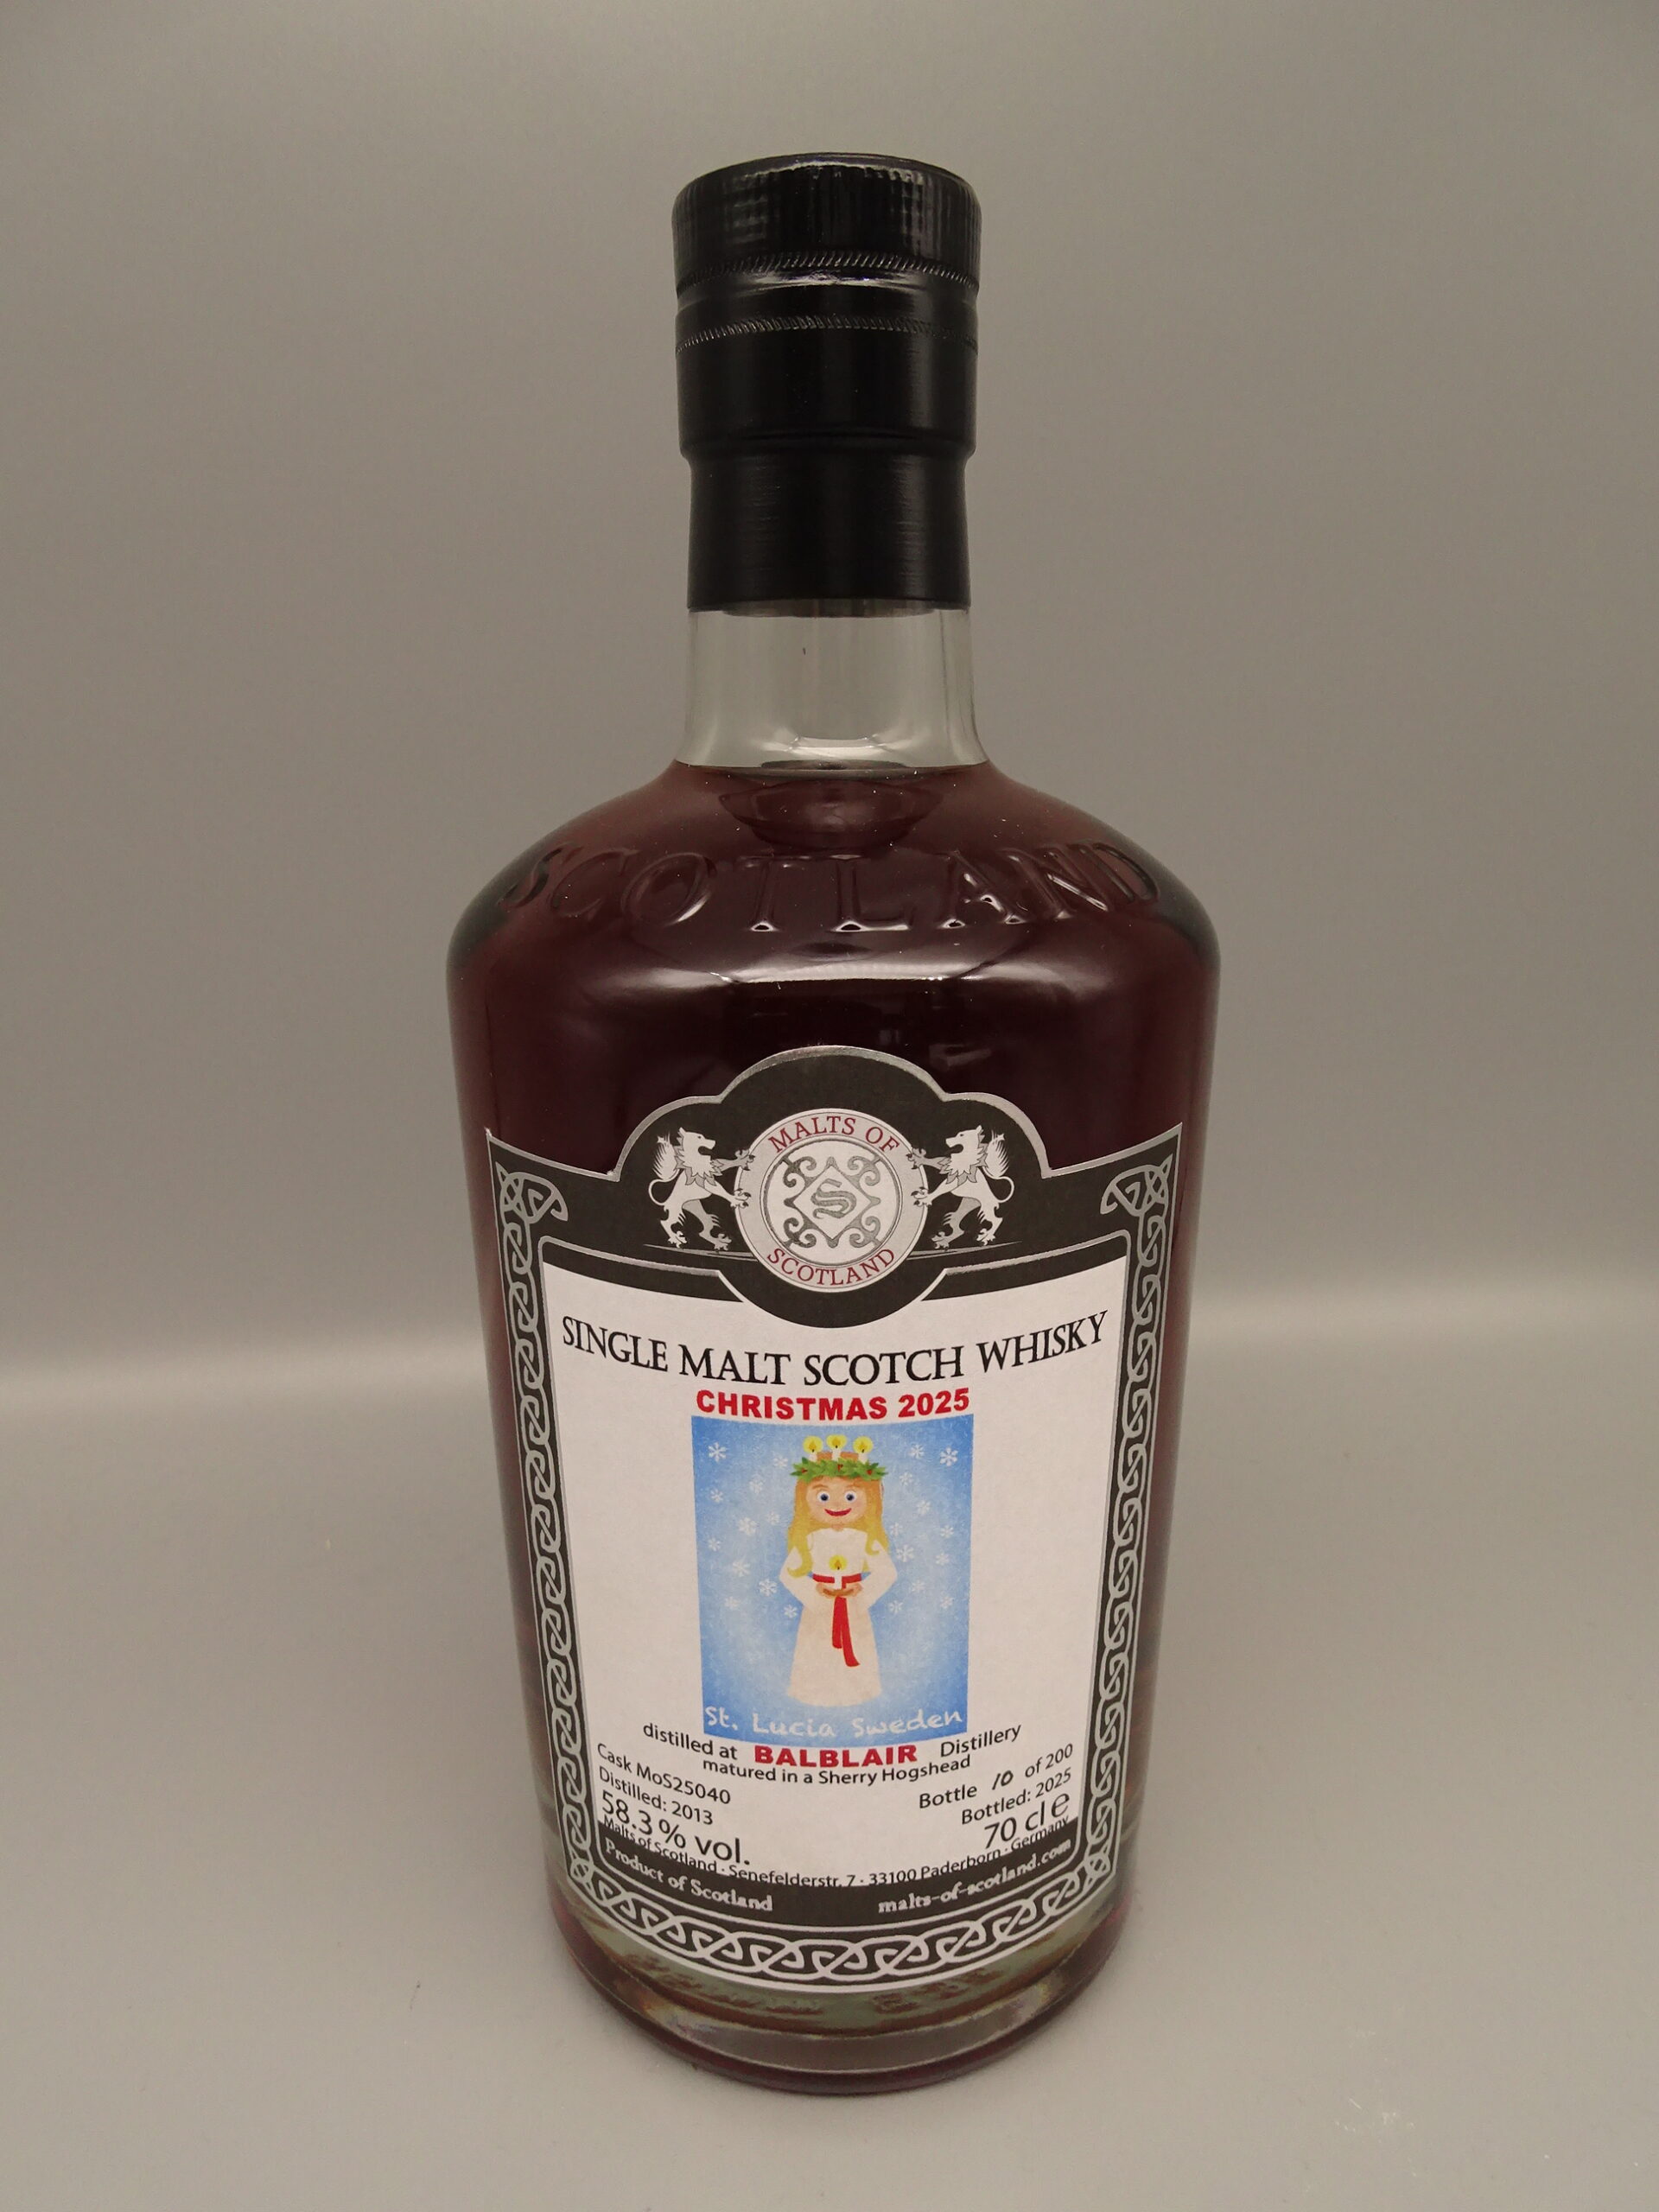 SCOTLAND
MALTS OF
S
SCOTLAND
SINGLE MALT SCOTCH WHISKY
CHRISTMAS 2025
St. Lucia Sweden
distilled at BALBLAIR Distillery
matured in a Sherry Hogshead
Cask MoS25040
Bottle 10 of 200
Distilled: 2013
Bottled: 2025
58.3% vol.
70 cl e
Malts of Scotland · Senefelderstr. 7 · 33100 Paderborn · Germany
Product of Scotland
malts-of-scotland.com